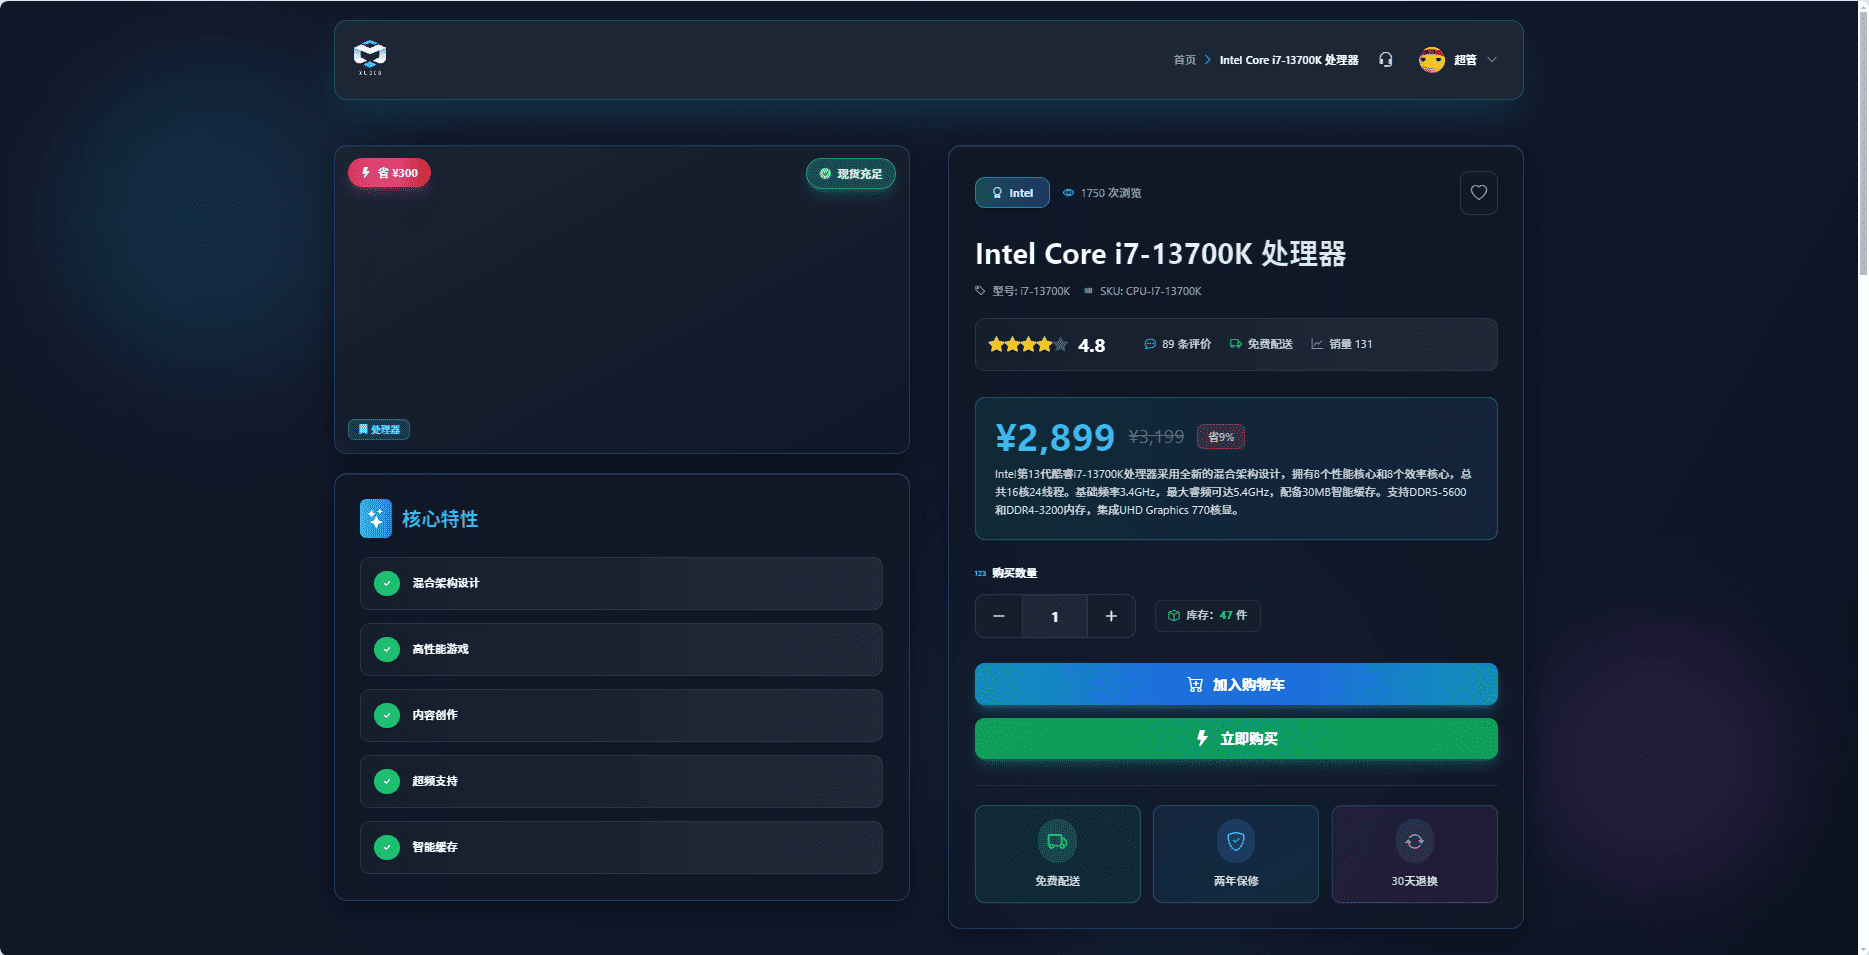 XUECO
首页 Intel Core i7-13700K 处理器 超管
省 ¥300
现货充足
处理器
核心特性
混合架构设计
高性能游戏
内容创作
超频支持
智能缓存
Intel 1750 次浏览
Intel Core i7-13700K 处理器
型号: i7-13700K SKU: CPU-I7-13700K
4.8 89 条评价 免费配送 销量 131
¥2,899 ¥3,199 省9%
Intel第13代酷睿i7-13700K处理器采用全新的混合架构设计，拥有8个性能核心和8个效率核心，总
共16核24线程。基础频率3.4GHz，最大睿频可达5.4GHz，配备30MB智能缓存。支持DDR5-5600
和DDR4-3200内存，集成UHD Graphics 770核显。
123 购买数量
1 库存：47 件
加入购物车
立即购买
免费配送
两年保修
30天退换